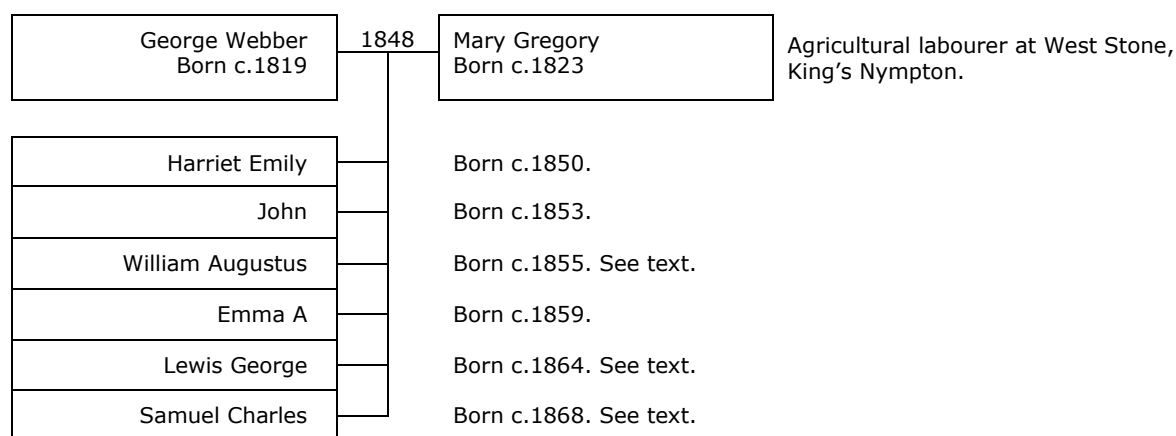 George Webber
Born c.1819
1848
Mary Gregory
Born c.1823
Agricultural labourer at West Stone,
King's Nympton.
Harriet Emily
Born c.1850.
John
Born c.1853.
William Augustus
Born c.1855. See text.
Emma A
Born c.1859.
Lewis George
Born c.1864. See text.
Samuel Charles
Born c.1868. See text.